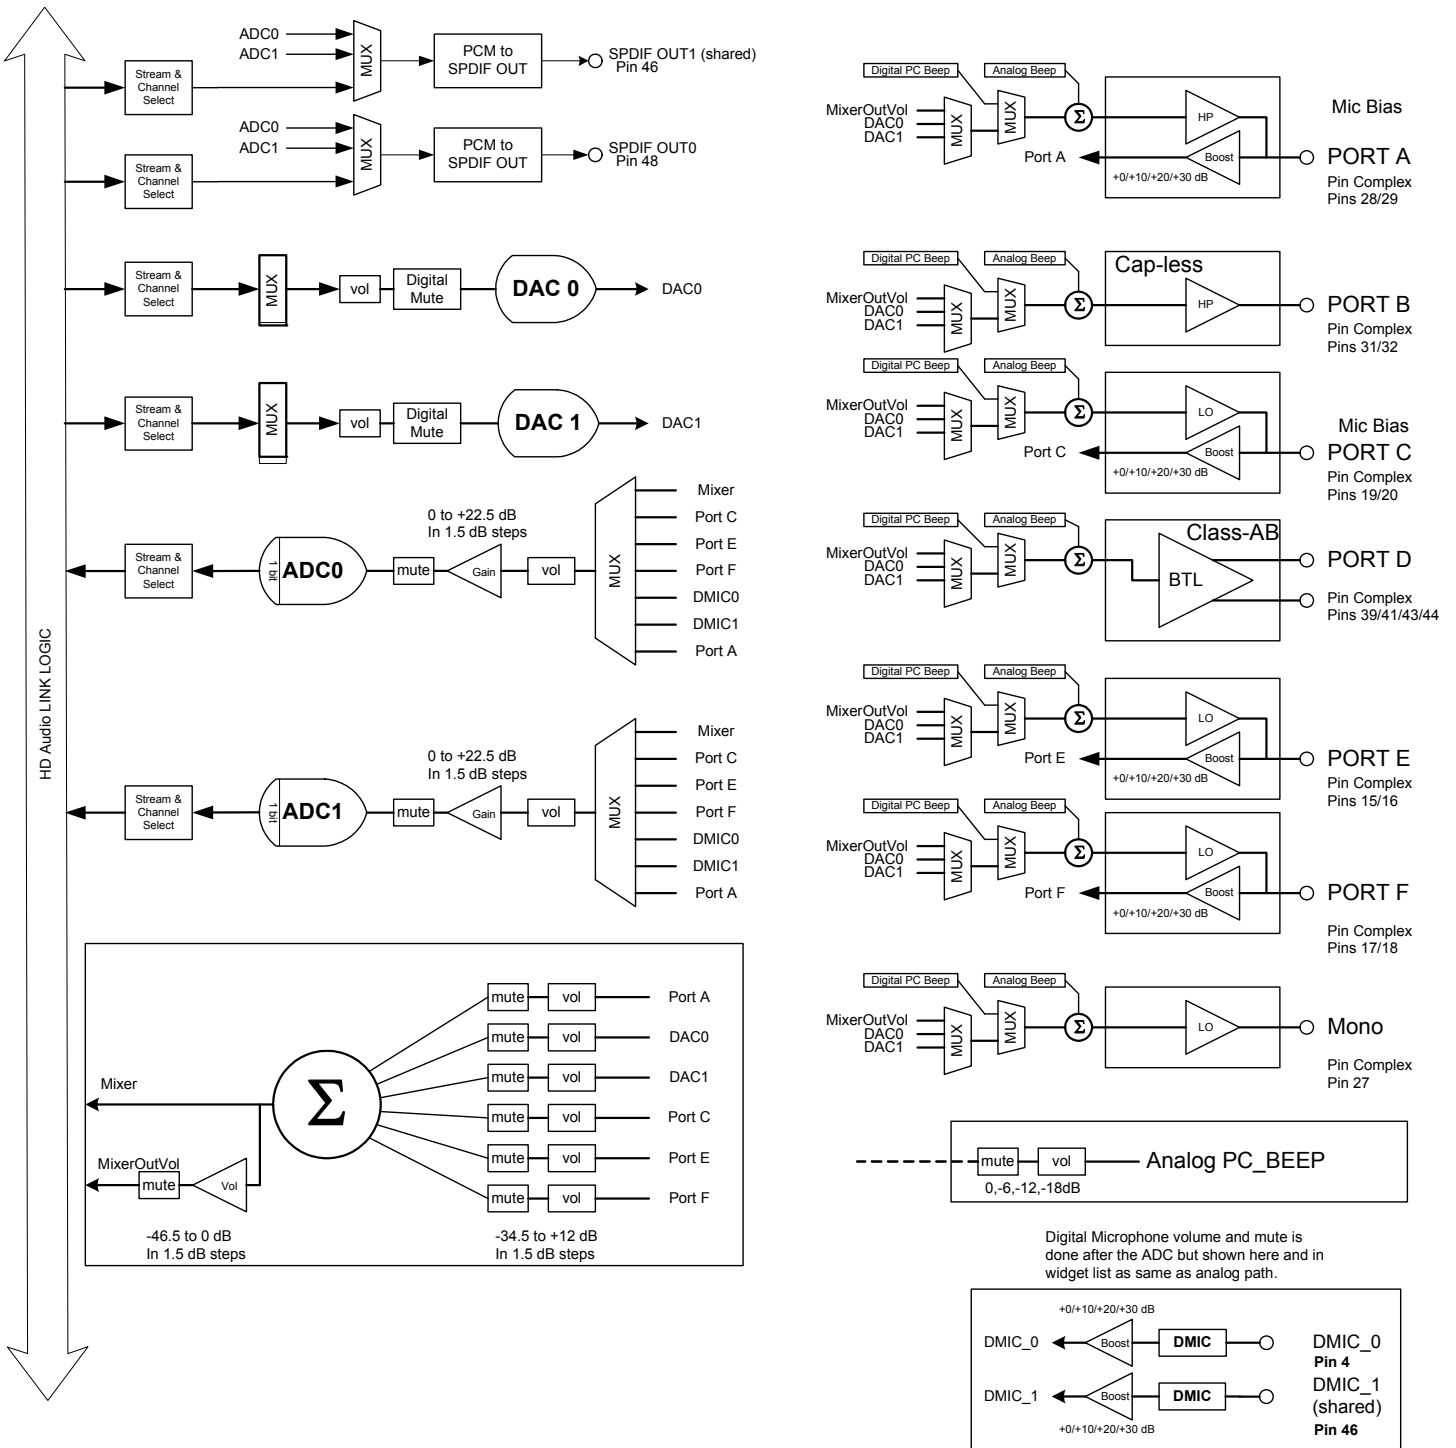 HD Audio LINK LOGIC
ADC0
ADC1
Stream &
Channel
Select
MUX
PCM to
SPDIF OUT
SPDIF OUT1 (shared)
Pin 46
ADC0
ADC1
Stream &
Channel
Select
MUX
PCM to
SPDIF OUT
SPDIF OUT0
Pin 48
Stream &
Channel
Select
MUX
vol
Digital
Mute
DAC 0
DAC0
Stream &
Channel
Select
MUX
vol
Digital
Mute
DAC 1
DAC1
Stream &
Channel
Select
1 bit
ADC0
mute
0 to +22.5 dB
In 1.5 dB steps
Gain
vol
MUX
Mixer
Port C
Port E
Port F
DMIC0
DMIC1
Port A
Stream &
Channel
Select
1 bit
ADC1
mute
0 to +22.5 dB
In 1.5 dB steps
Gain
vol
MUX
Mixer
Port C
Port E
Port F
DMIC0
DMIC1
Port A
Mixer
MixerOutVol
mute
Vol
-46.5 to 0 dB
In 1.5 dB steps
Σ
mute vol Port A
mute vol DAC0
mute vol DAC1
mute vol Port C
mute vol Port E
mute vol Port F
-34.5 to +12 dB
In 1.5 dB steps
Digital PC Beep
Analog Beep
MixerOutVol
DAC0
DAC1
MUX
MUX
Σ
HP
Port A
Boost
+0/+10/+20/+30 dB
Mic Bias
PORT A
Pin Complex
Pins 28/29
Digital PC Beep
Analog Beep
MixerOutVol
DAC0
DAC1
MUX
MUX
Σ
Cap-less
HP
PORT B
Pin Complex
Pins 31/32
Digital PC Beep
Analog Beep
MixerOutVol
DAC0
DAC1
MUX
MUX
Σ
LO
Port C
Boost
+0/+10/+20/+30 dB
Mic Bias
PORT C
Pin Complex
Pins 19/20
Digital PC Beep
Analog Beep
MixerOutVol
DAC0
DAC1
MUX
MUX
Σ
Class-AB
BTL
PORT D
Pin Complex
Pins 39/41/43/44
Digital PC Beep
Analog Beep
MixerOutVol
DAC0
DAC1
MUX
MUX
Σ
LO
Port E
Boost
+0/+10/+20/+30 dB
PORT E
Pin Complex
Pins 15/16
Digital PC Beep
Analog Beep
MixerOutVol
DAC0
DAC1
MUX
MUX
Σ
LO
Port F
Boost
+0/+10/+20/+30 dB
PORT F
Pin Complex
Pins 17/18
Digital PC Beep
Analog Beep
MixerOutVol
DAC0
DAC1
MUX
MUX
Σ
LO
Mono
Pin Complex
Pin 27
mute vol Analog PC_BEEP
0,-6,-12,-18dB
Digital Microphone volume and mute is
done after the ADC but shown here and in
widget list as same as analog path.
+0/+10/+20/+30 dB
DMIC_0 Boost DMIC DMIC_0
Pin 4
DMIC_1 Boost DMIC DMIC_1
(shared)
+0/+10/+20/+30 dB
Pin 46